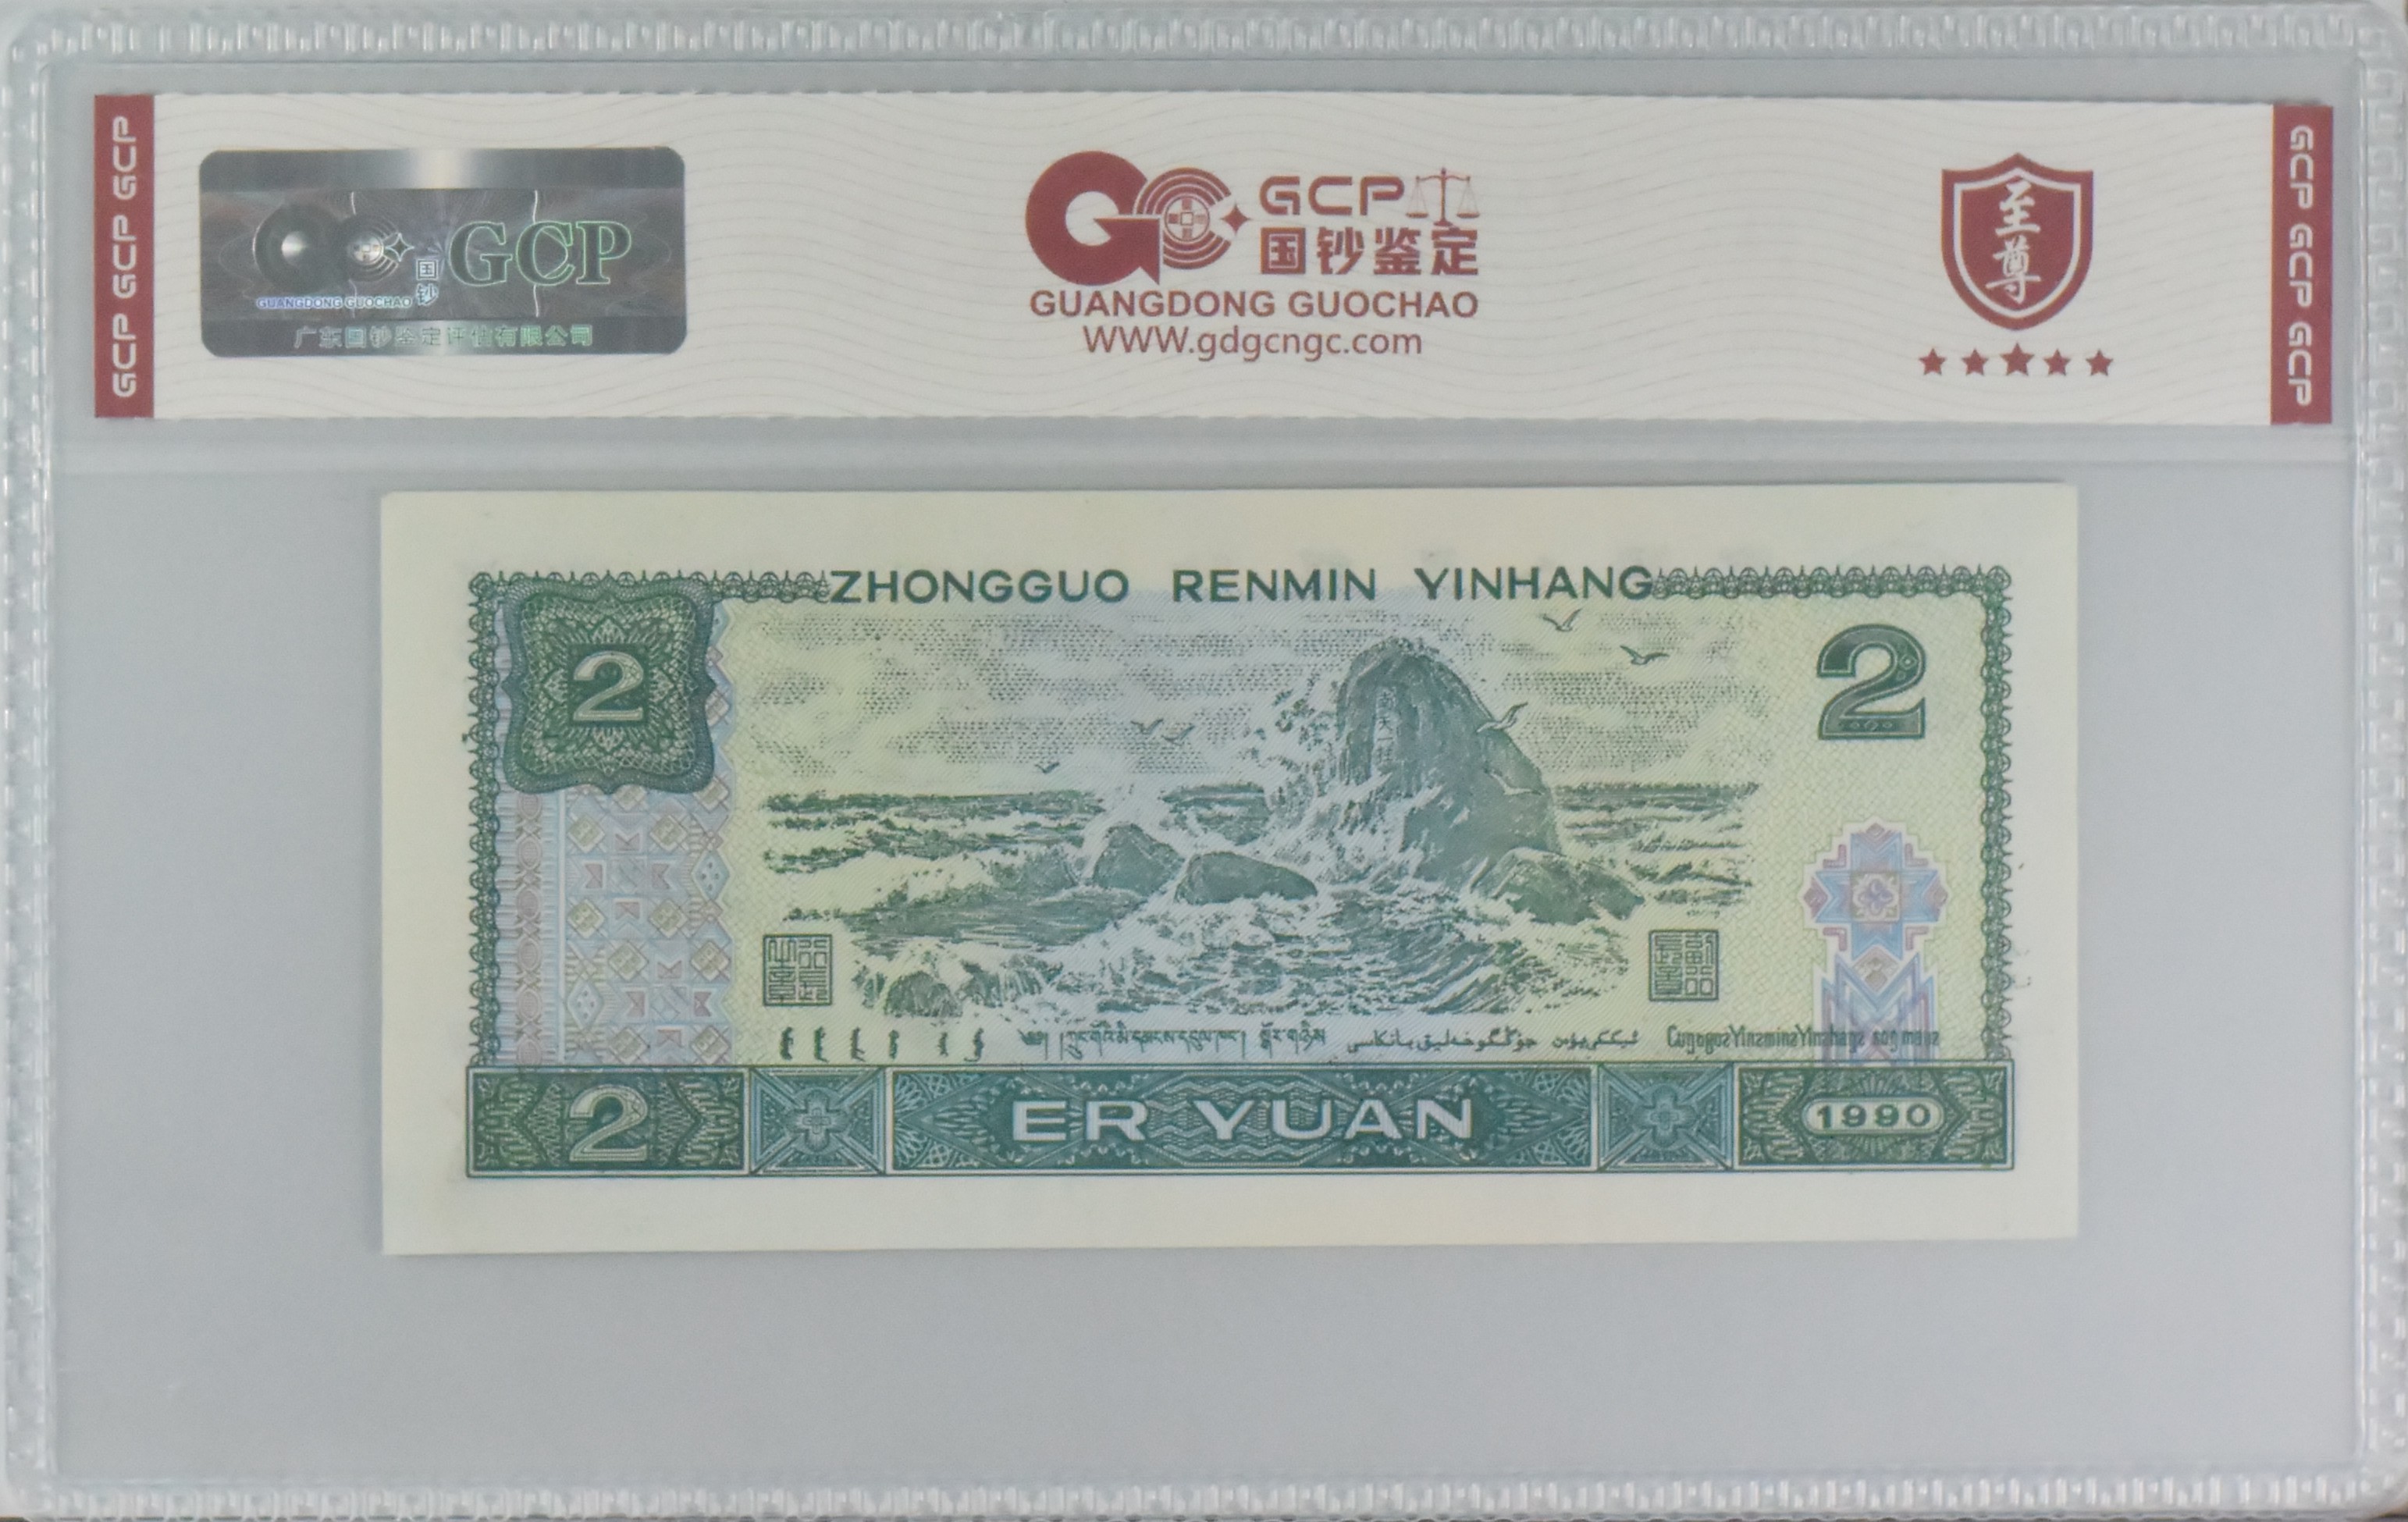 GCP GCP GCP
GCP
国钞
GUANGDONG GUOCHAO
广东国钞鉴定评估有限公司
GCP
国钞鉴定
GUANGDONG GUOCHAO
WWW.gdgcngc.com
至尊
GCP GCP GCP
ZHONGGUO RENMIN YINHANG
2
2
2
ER YUAN
1990